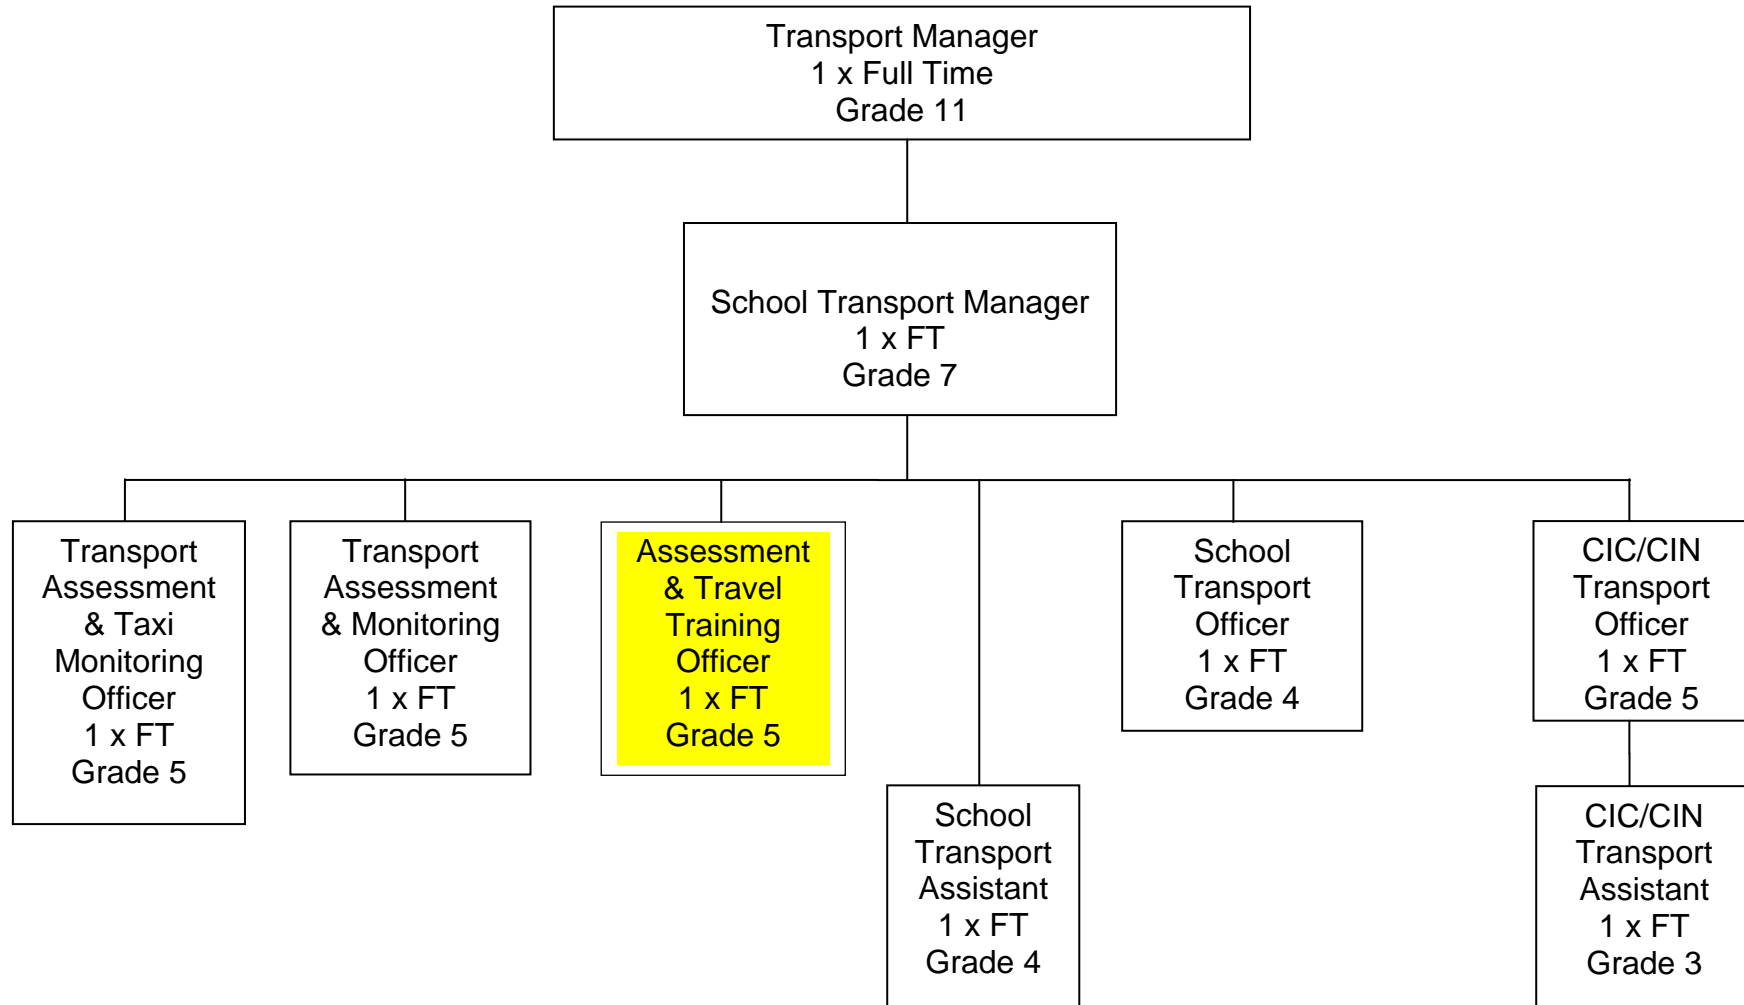 Transport Manager
1 x Full Time
Grade 11
School Transport Manager
1 x FT
Grade 7
Transport
Assessment
& Taxi
Monitoring
Officer
1 x FT
Grade 5
Transport
Assessment
& Monitoring
Officer
1 x FT
Grade 5
Assessment
& Travel
Training
Officer
1 x FT
Grade 5
School
Transport
Officer
1 x FT
Grade 4
CIC/CIN
Transport
Officer
1 x FT
Grade 5
School
Transport
Assistant
1 x FT
Grade 4
CIC/CIN
Transport
Assistant
1 x FT
Grade 3